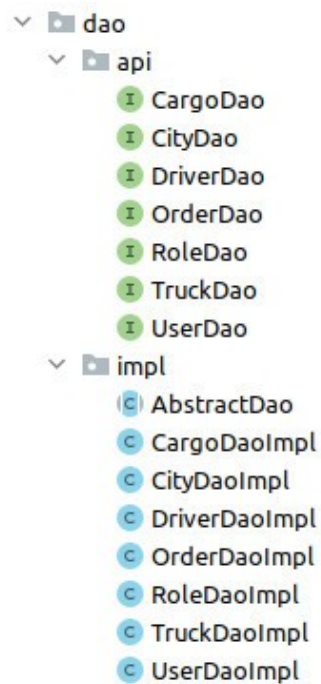 dao
api
I CargoDao
I CityDao
I DriverDao
I OrderDao
I RoleDao
I TruckDao
I UserDao
impl
C AbstractDao
C CargoDaoImpl
C CityDaoImpl
C DriverDaoImpl
C OrderDaoImpl
C RoleDaoImpl
C TruckDaoImpl
C UserDaoImpl